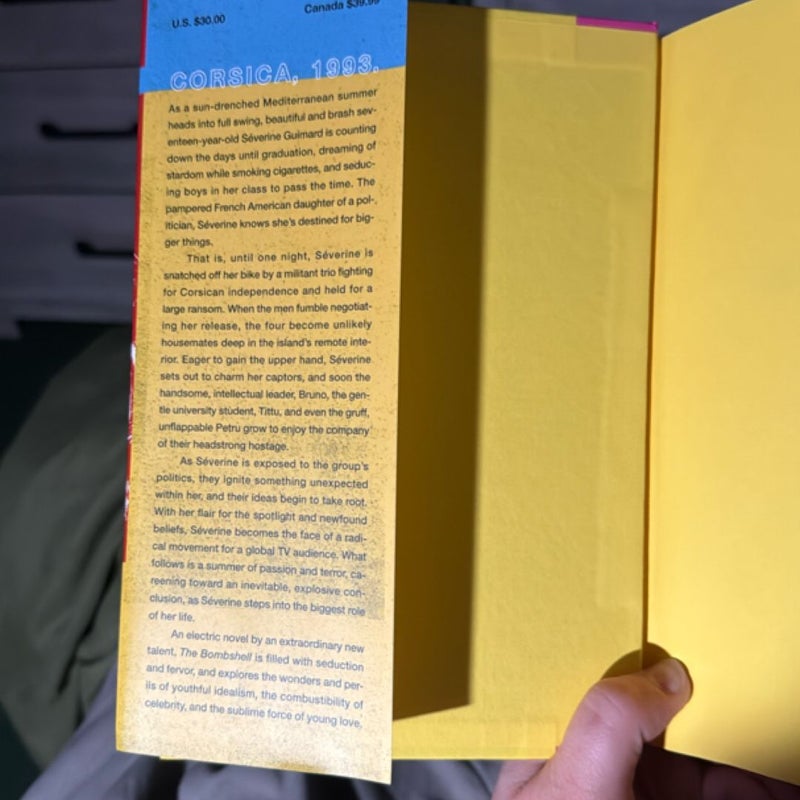 U.S. $30.00
Canada $39.99
CORSICA, 1993.
As a sun-drenched Mediterranean summer
heads into full swing, beautiful and brash sev-
enteen-year-old Séverine Guimard is counting
down the days until graduation, dreaming of
stardom while smoking cigarettes, and seduc-
ing boys in her class to pass the time. The
pampered French American daughter of a pol-
itician, Séverine knows she's destined for big-
ger things.
That is, until one night, Séverine is
snatched off her bike by a militant trio fighting
for Corsican independence and held for a
large ransom. When the men fumble negotiat-
ing her release, the four become unlikely
housemates deep in the island's remote inte-
rior. Eager to gain the upper hand, Séverine
sets out to charm her captors, and soon the
handsome, intellectual leader, Bruno, the gen-
tle university student, Tittu, and even the gruff,
unflappable Petru grow to enjoy the company
of their headstrong hostage.
As Séverine is exposed to the group's
politics, they ignite something unexpected
within her, and their ideas begin to take root.
With her flair for the spotlight and newfound
beliefs, Séverine becomes the face of a radi-
cal movement for a global TV audience. What
follows is a summer of passion and terror, ca-
reening toward an inevitable, explosive con-
clusion, as Séverine steps into the biggest role
of her life.
An electric novel by an extraordinary new
talent, The Bombshell is filled with seduction
and fervor, and explores the wonders and per-
ils of youthful idealism, the combustibility of
celebrity, and the sublime force of young love.